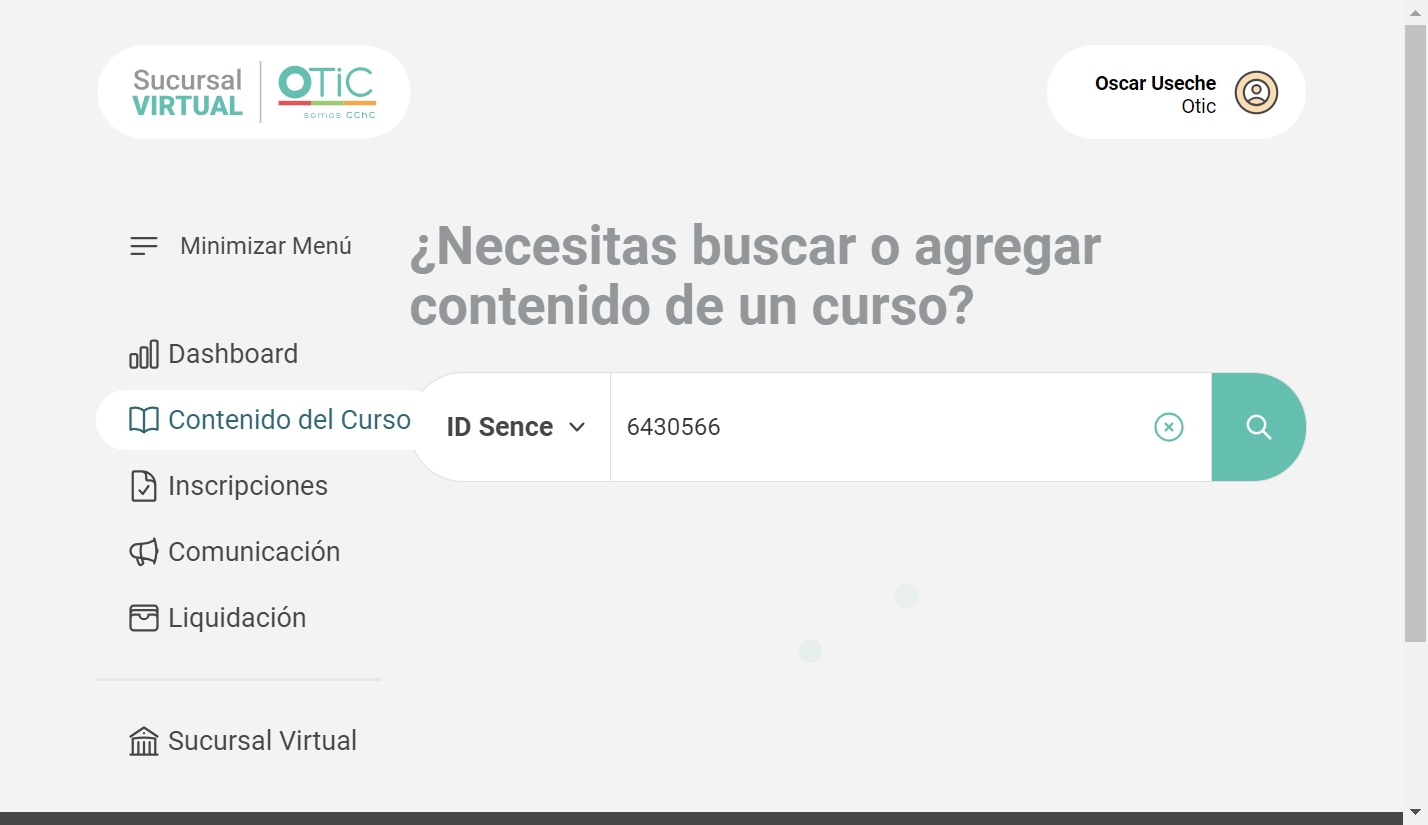 Sucursal
VIRTUAL
OTiC
somos CChC
Oscar Useche
Otic
Minimizar Menú
¿Necesitas buscar o agregar
contenido de un curso?
Dashboard
Contenido del Curso
ID Sence
6430566
Inscripciones
Comunicación
Liquidación
Sucursal Virtual